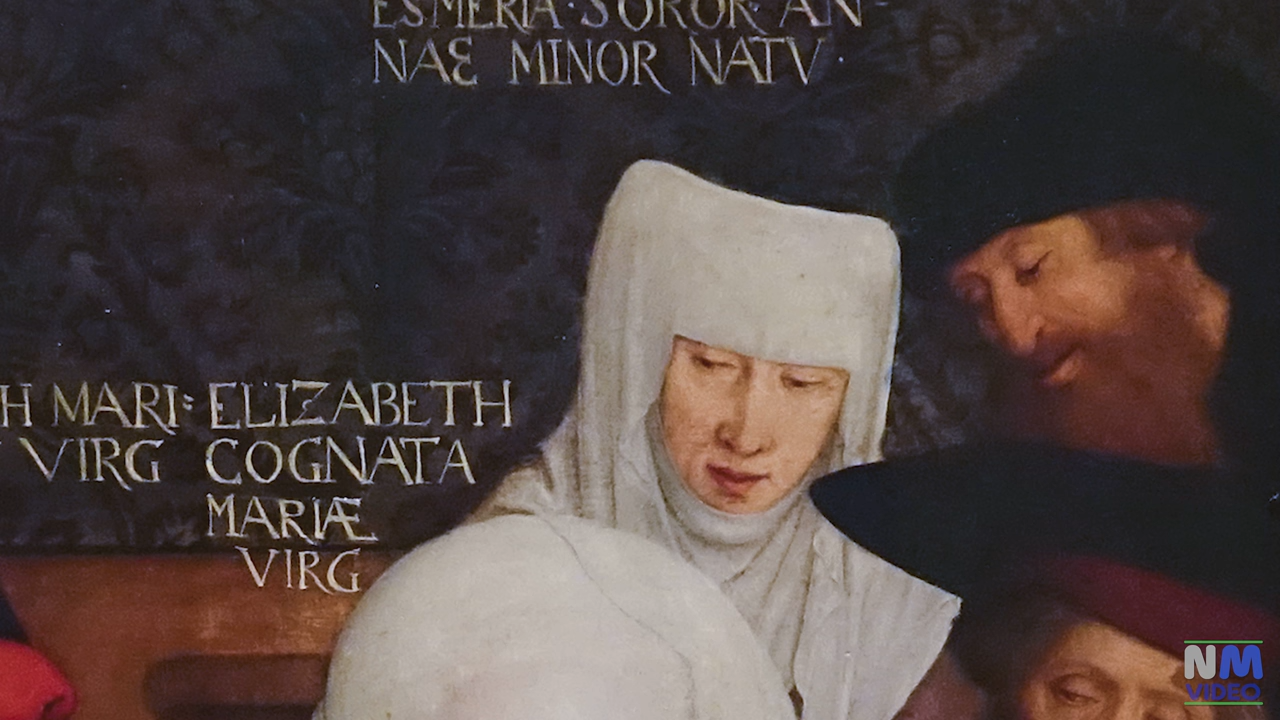 ESMERIA·SOROR·AN
NAE MINOR NATV·
H MARI: ELIZABETH
VIRG COGNATA
MARIÆ
VIRG
NM
VIDEO